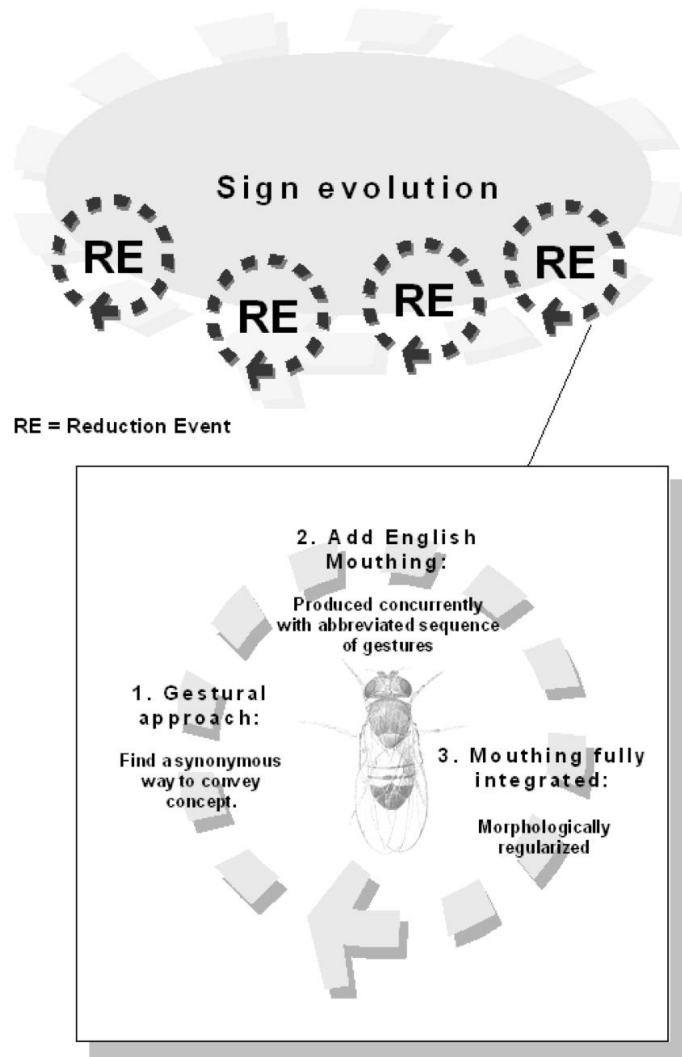 Sign evolution
RE
RE
RE
RE
RE = Reduction Event
2. Add English
Mouthing:
Produced concurrently
with abbreviated sequence
of gestures
1. Gestural
approach:
Find a synonymous
way to convey
concept.
3. Mouthing fully
integrated:
Morphologically
regularized